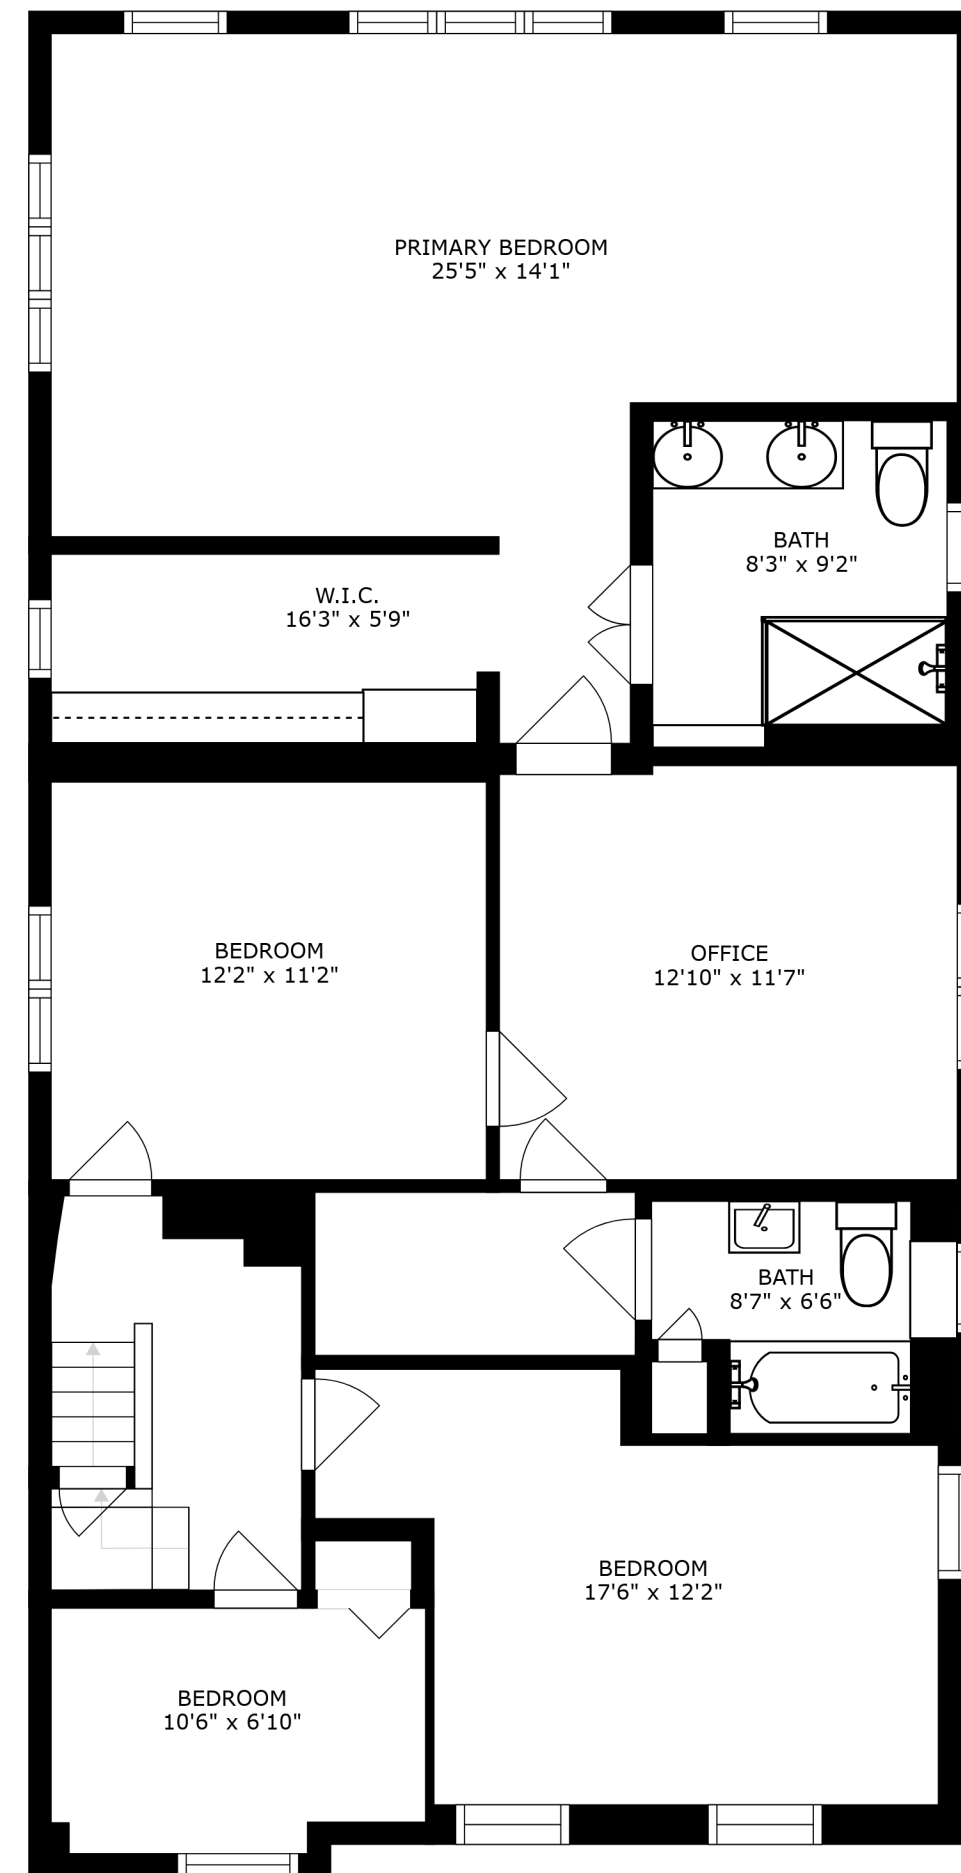 PRIMARY BEDROOM
25'5" x 14'1"
BATH
8'3" x 9'2"
W.I.C.
16'3" x 5'9"
BEDROOM
12'2" x 11'2"
OFFICE
12'10" x 11'7"
BATH
8'7" x 6'6"
BEDROOM
17'6" x 12'2"
BEDROOM
10'6" x 6'10"